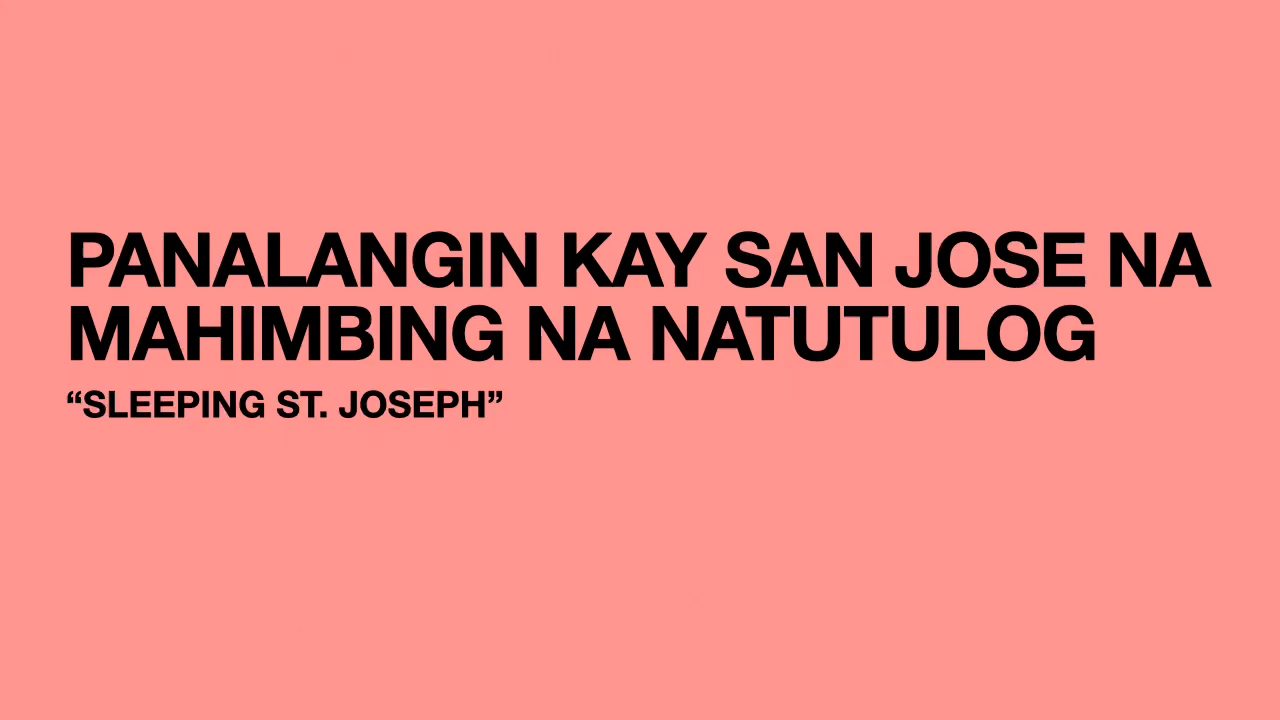 PANALANGIN KAY SAN JOSE NA
MAHIMBING NA NATUTULOG
“SLEEPING ST. JOSEPH”